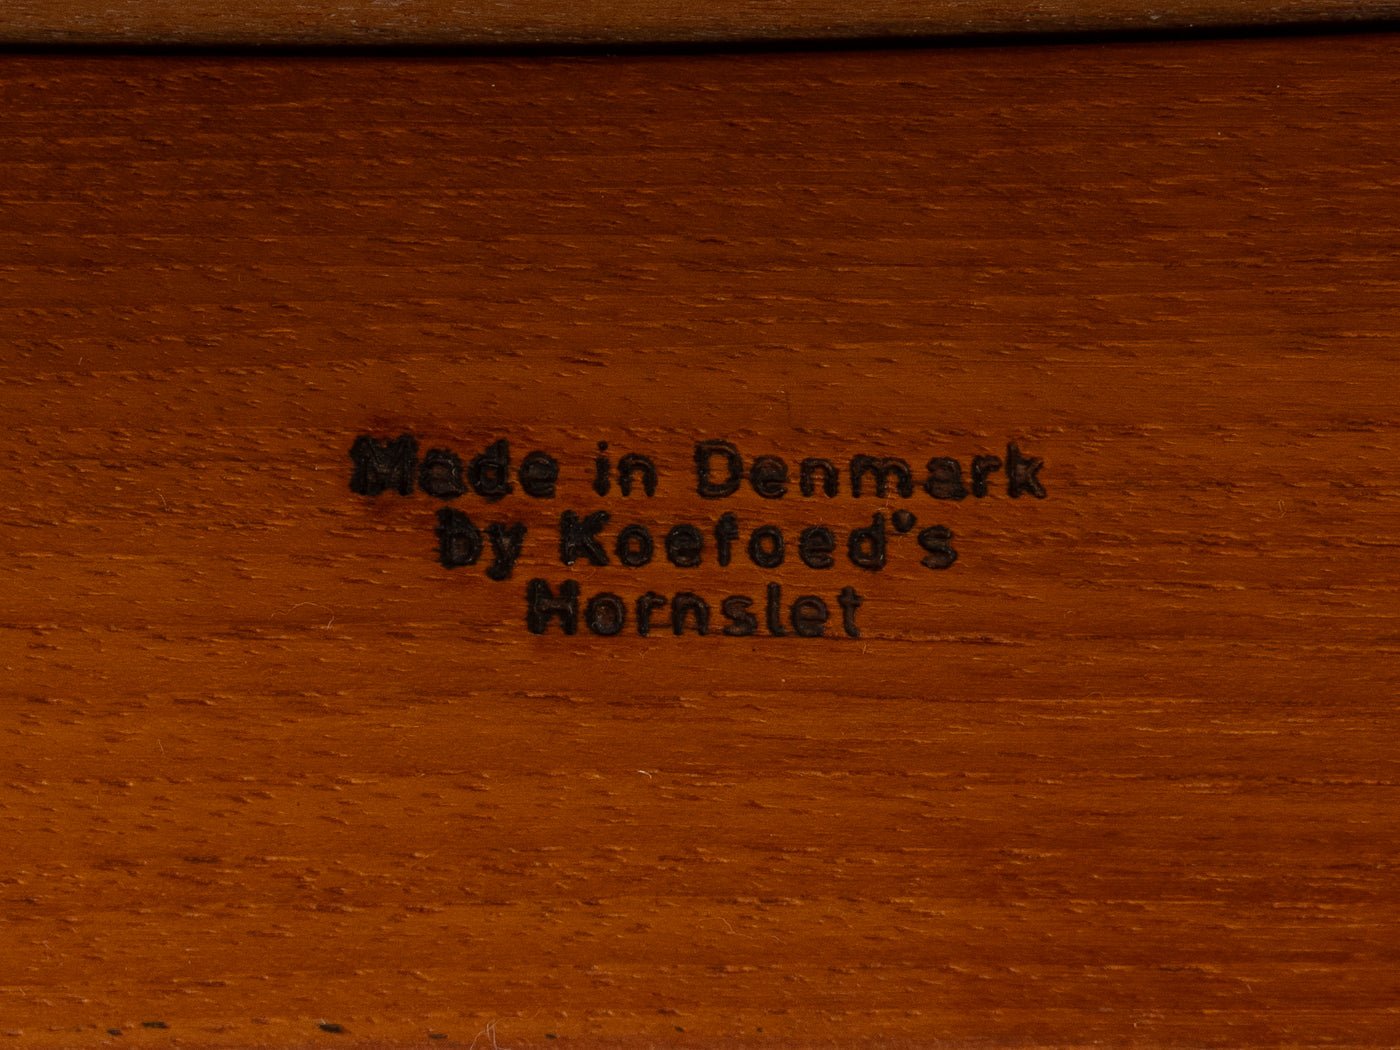 Made in Denmark
by Koefoed's
Hornslet